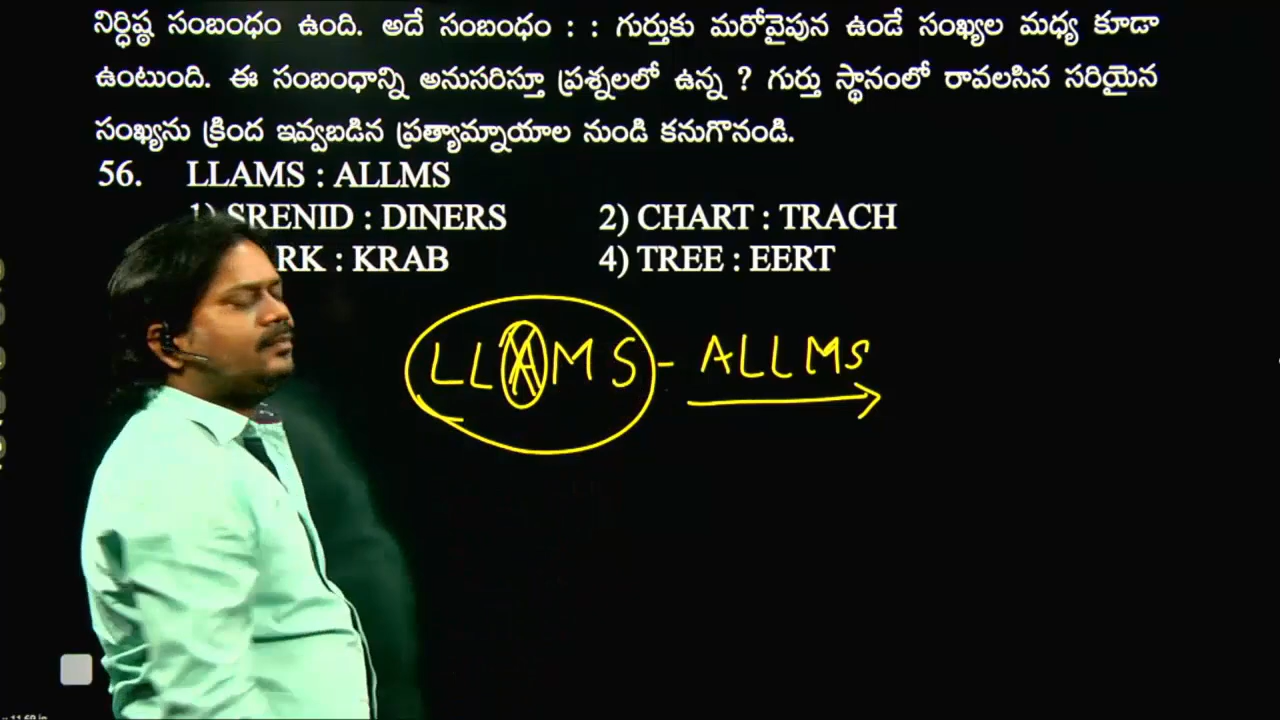 నిర్ధిష్ఠ సంబంధం ఉంది. అదే సంబంధం : : గుర్తుకు మరోవైపున ఉండే సంఖ్యల మధ్య కూడా
ఉంటుంది. ఈ సంబంధాన్ని అనుసరిస్తూ ప్రశ్నలలో ఉన్న ? గుర్తు స్థానంలో రావలసిన సరియైన
సంఖ్యను క్రింద ఇవ్వబడిన ప్రత్యామ్నాయాల నుండి కనుగొనండి.
56. LLAMS : ALLMS
1) SRENID : DINERS 2) CHART : TRACH
RK : KRAB 4) TREE : EERT
LLAMS - ALLMS